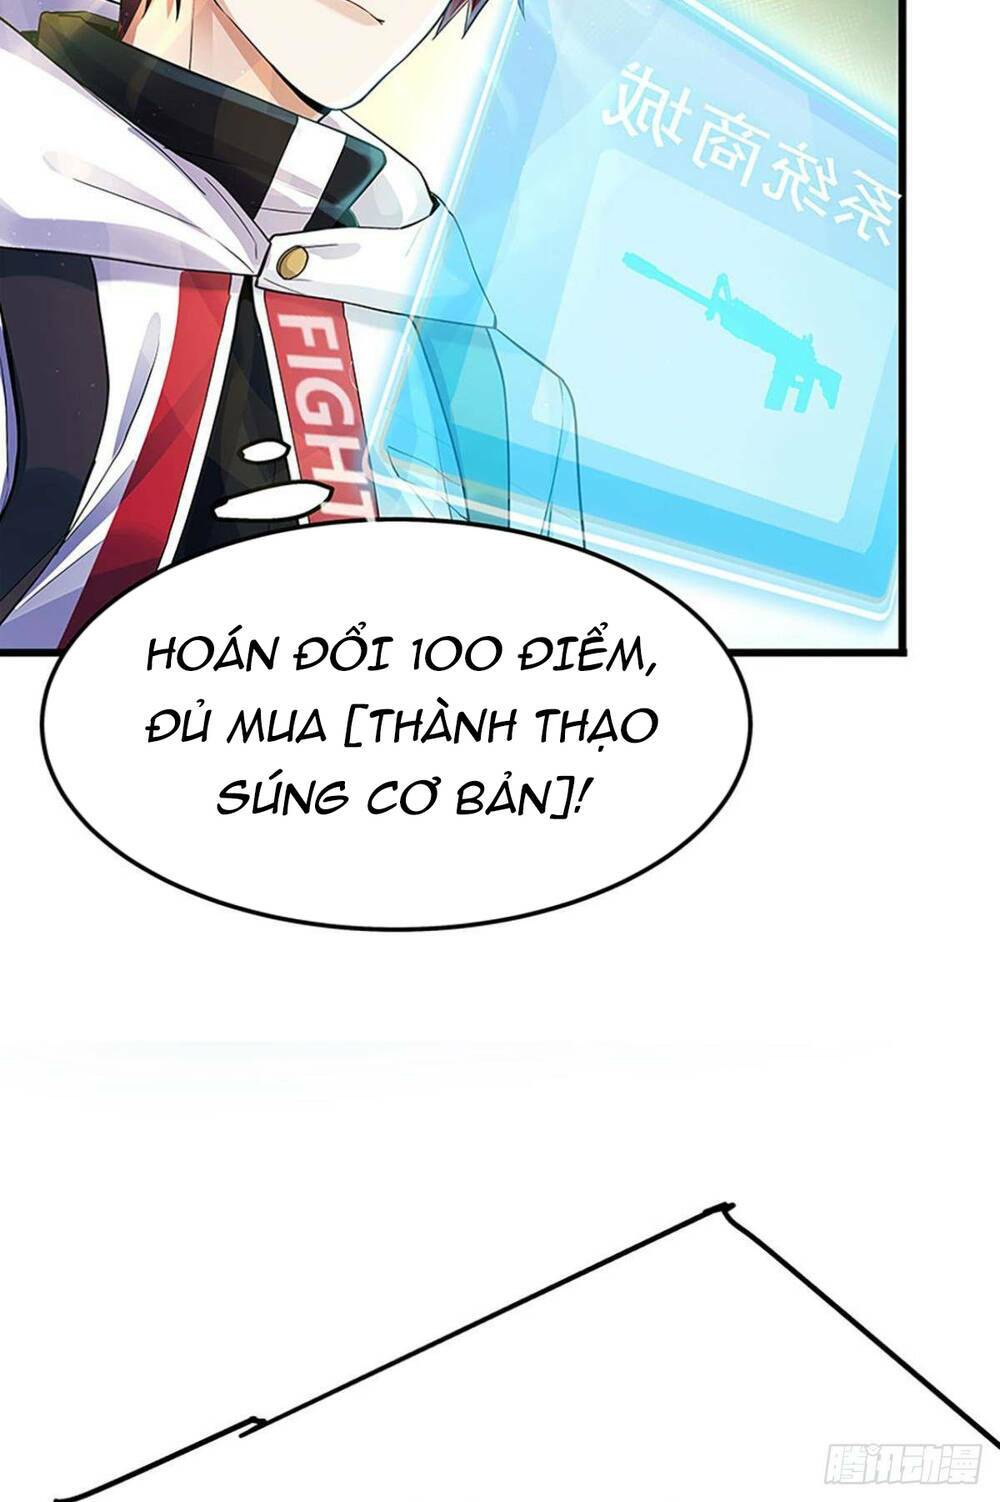 系统商城
FIGHT
HOÁN ĐỔI 100 ĐIỂM,
ĐỦ MUA [THÀNH THẠO
SÚNG CƠ BẢN]!
腾讯动漫